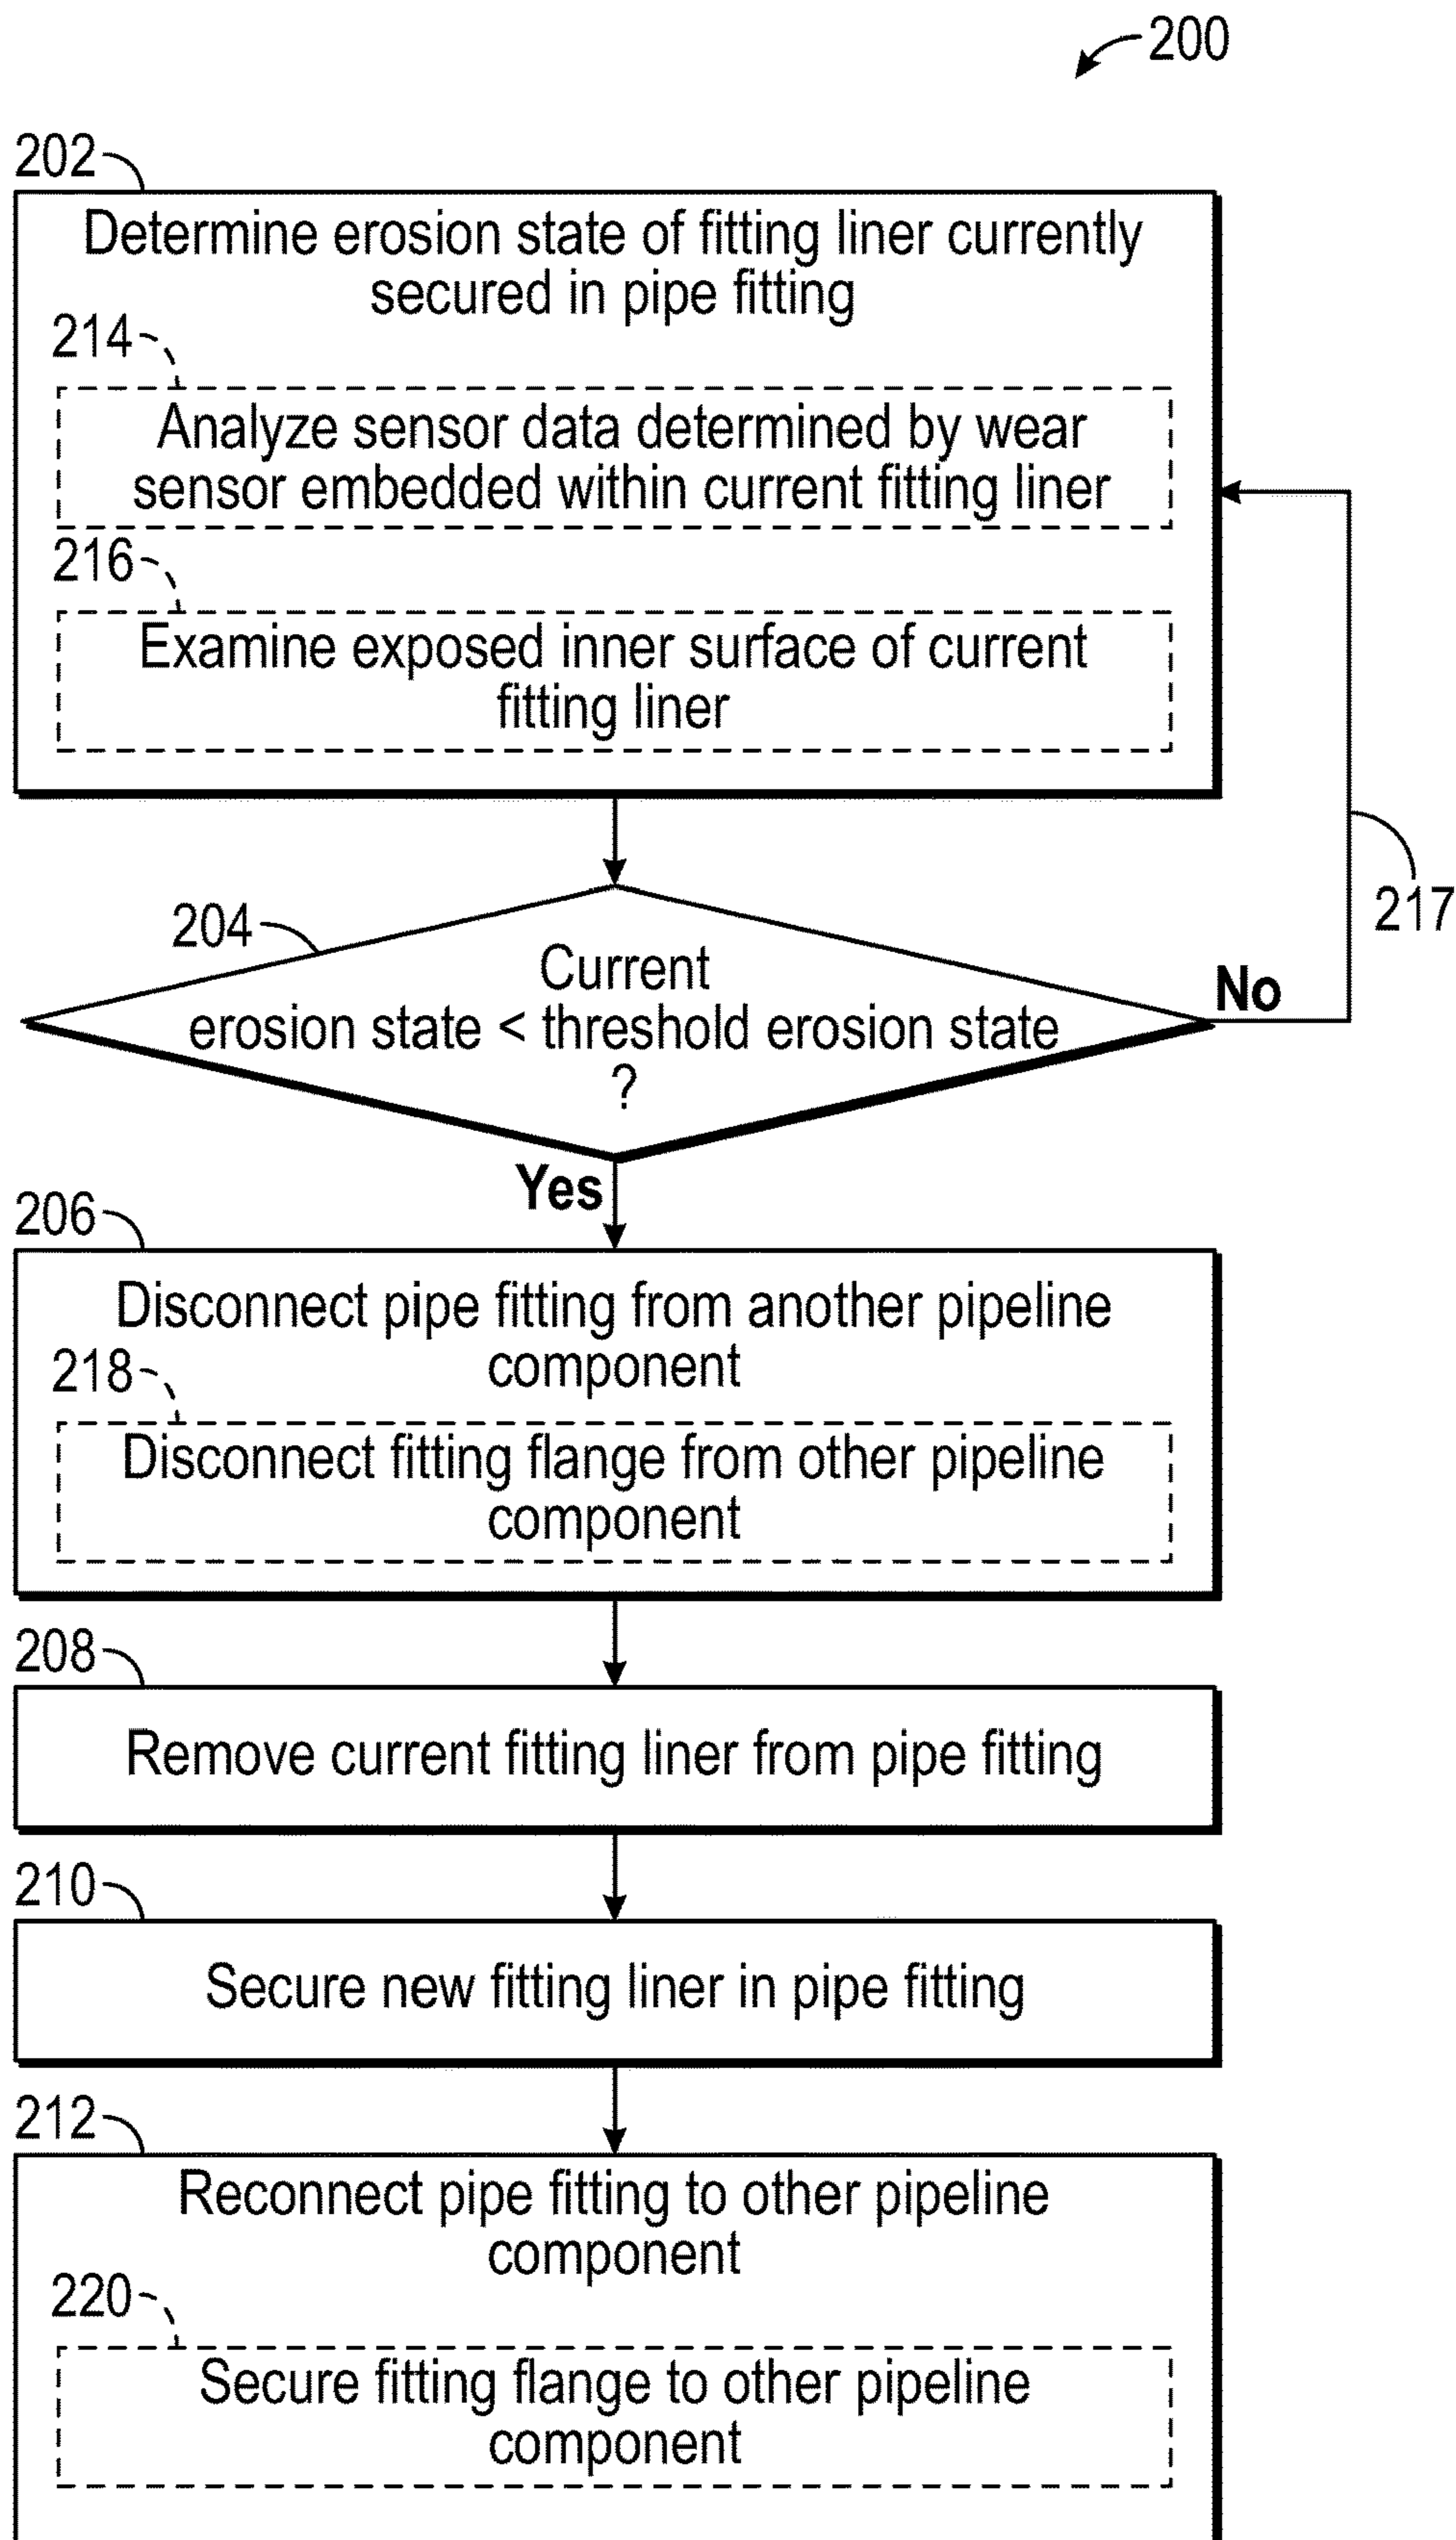 200
202
Determine erosion state of fitting liner currently
secured in pipe fitting
214
Analyze sensor data determined by wear
sensor embedded within current fitting liner
216
Examine exposed inner surface of current
fitting liner
217
204
Current
erosion state < threshold erosion state
?
No
Yes
206
Disconnect pipe fitting from another pipeline
component
218
Disconnect fitting flange from other pipeline
component
208
Remove current fitting liner from pipe fitting
210
Secure new fitting liner in pipe fitting
212
Reconnect pipe fitting to other pipeline
component
220
Secure fitting flange to other pipeline
component